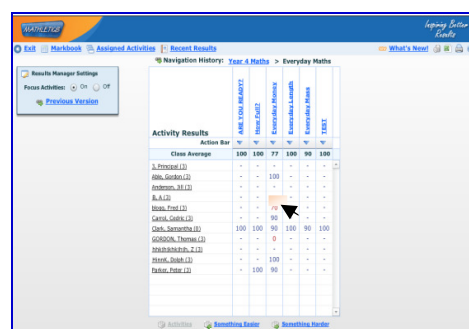 MATHLETICS
Inspiring Better
Results
Exit Markbook Assigned Activities Recent Results What's New!
Navigation History: Year 4 Maths > Everyday Maths
Results Manager Settings
Focus Activities: On Off
Previous Version
Activity Results ARE YOU READY? How Full? Everyday Money Everyday Length Everyday Mass TEST
Action Bar
Class Average 100 100 77 100 90 100
3, Principal (3) - - - - - -
Able, Gordon (3) - - 100 - - -
Anderson, Jill (3) - - - - - -
B, A (3) - - - - -
bloggs, Fred (3) - - 70 - -
Carrol, Cedric (3) - - 90 - - -
Clark, Samantha (0) 100 100 90 100 90 100
GORDON, Thomas (3) - - 0 - - -
- - - - - -
Hinnit, Dolph (3) - - 100 - - -
Parker, Peter (3) - 100 90 - - -
Activities Something Easier Something Harder